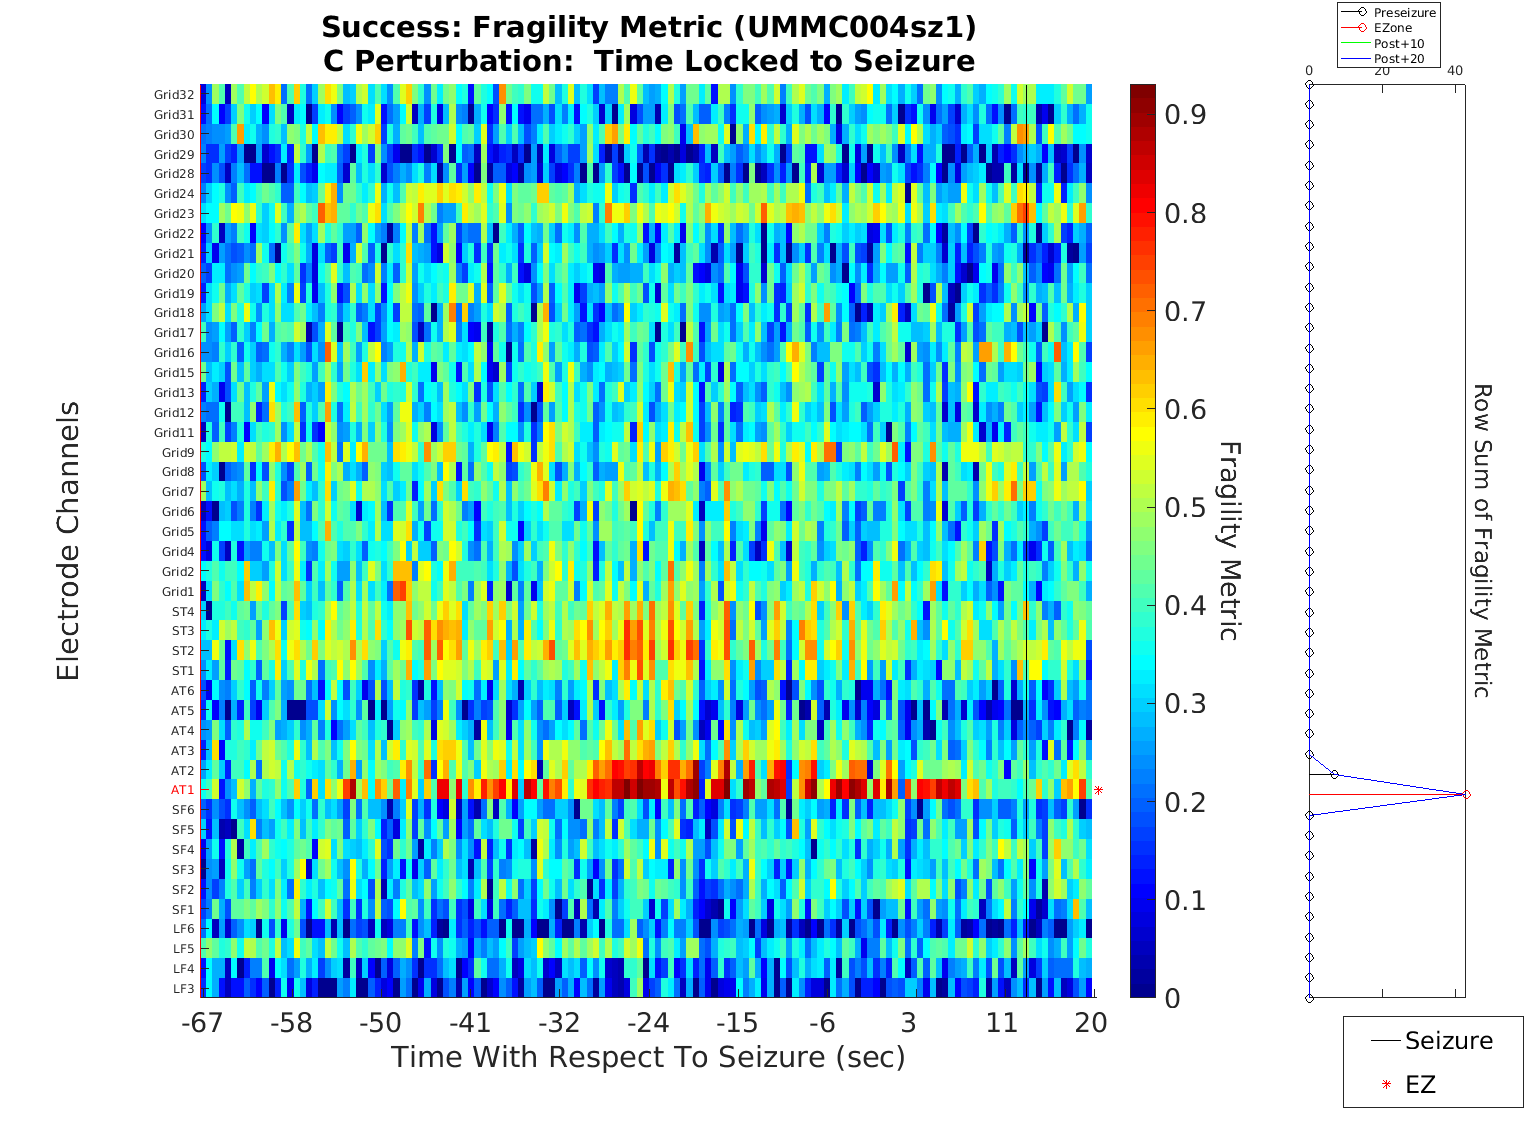 Success: Fragility Metric (UMMC004sz1)
C Perturbation:  Time Locked to Seizure
Electrode Channels
Grid32
Grid31
Grid30
Grid29
Grid28
Grid24
Grid23
Grid22
Grid21
Grid20
Grid19
Grid18
Grid17
Grid16
Grid15
Grid13
Grid12
Grid11
Grid9
Grid8
Grid7
Grid6
Grid5
Grid4
Grid2
Grid1
ST4
ST3
ST2
ST1
AT6
AT5
AT4
AT3
AT2
AT1
SF6
SF5
SF4
SF3
SF2
SF1
LF6
LF5
LF4
LF3
-67 -58 -50 -41 -32 -24 -15 -6 3 11 20
Time With Respect To Seizure (sec)
0.9
0.8
0.7
0.6
0.5
0.4
0.3
0.2
0.1
0
Fragility Metric
Preseizure
EZone
Post+10
Post+20
0 20 40
Row Sum of Fragility Metric
Seizure
EZ